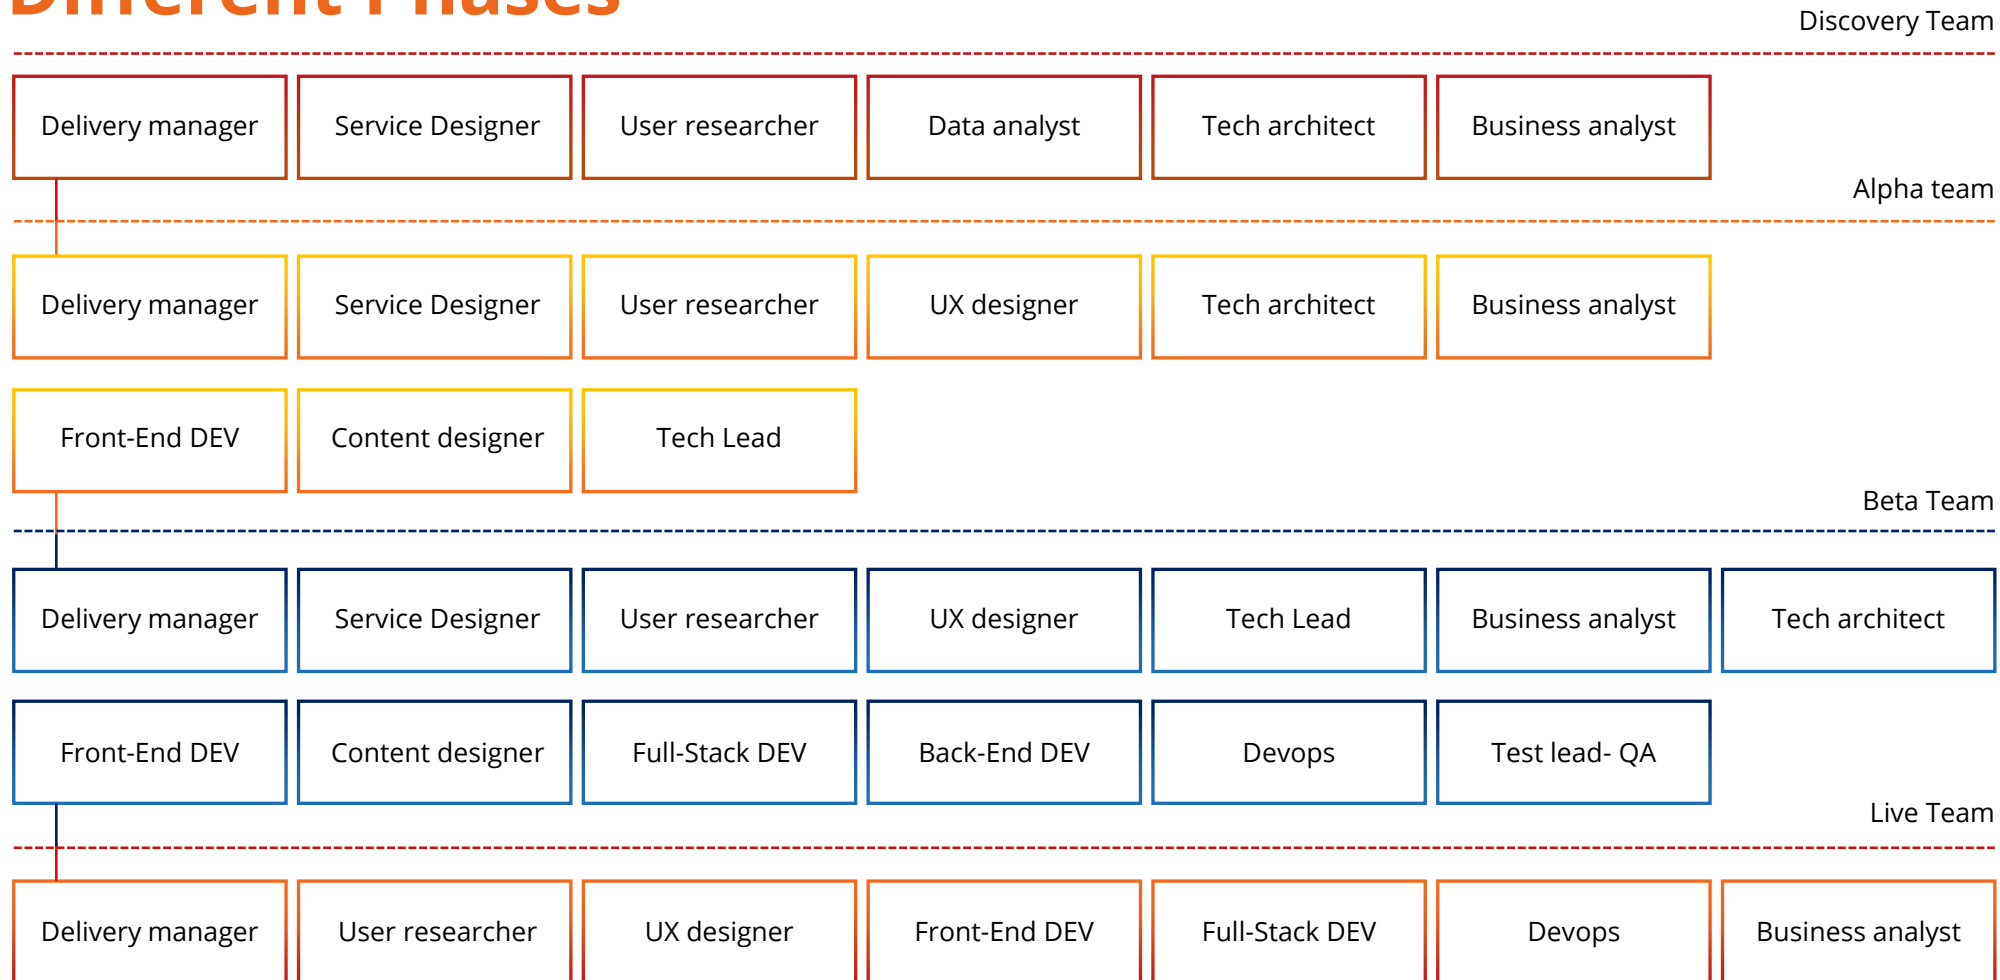 Different Phases
Discovery Team
Delivery manager
Service Designer
User researcher
Data analyst
Tech architect
Business analyst
Alpha team
Delivery manager
Service Designer
User researcher
UX designer
Tech architect
Business analyst
Front-End DEV
Content designer
Tech Lead
Beta Team
Delivery manager
Service Designer
User researcher
UX designer
Tech Lead
Business analyst
Tech architect
Front-End DEV
Content designer
Full-Stack DEV
Back-End DEV
Devops
Test lead- QA
Live Team
Delivery manager
User researcher
UX designer
Front-End DEV
Full-Stack DEV
Devops
Business analyst